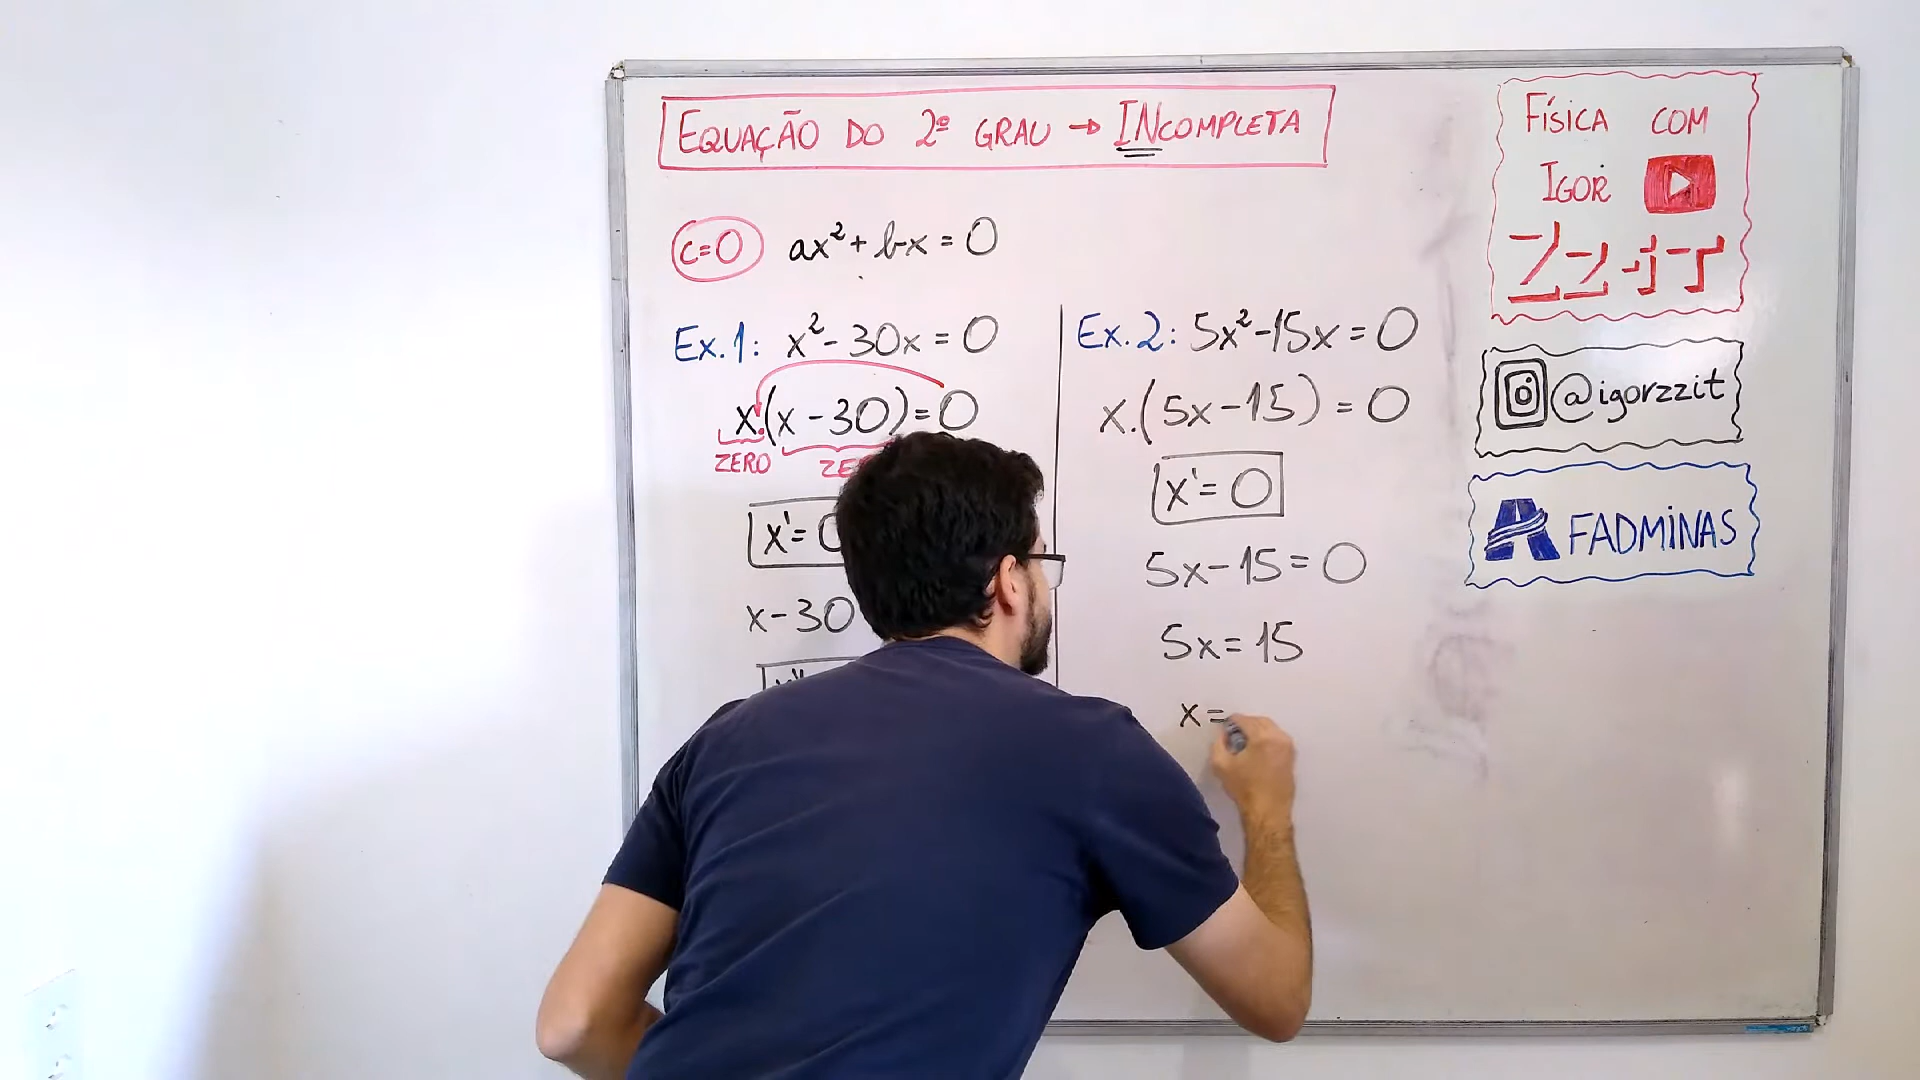 EQUAÇÃO DO 2º GRAU → INCOMPLETA
c=0 ax² + bx = 0
Ex.1: x² - 30x = 0
x.(x - 30) = 0
ZERO
x' = 0
x - 30
Ex.2: 5x² - 15x = 0
x.(5x - 15) = 0
x' = 0
5x - 15 = 0
5x = 15
x =
FÍSICA COM
IGOR
ZZiT
@igorzzit
FADMINAS